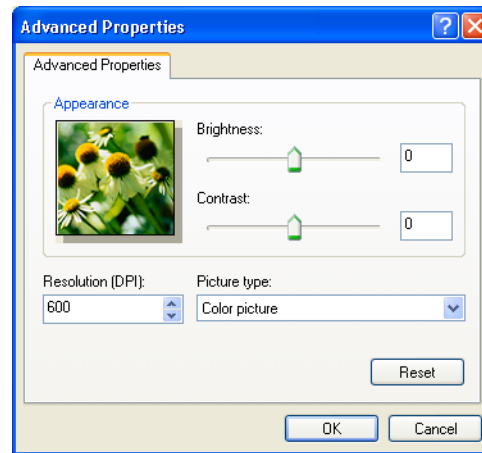 Advanced Properties
Advanced Properties
Appearance
Brightness:
0
Contrast:
0
Resolution (DPI):
Picture type:
600
Color picture
Reset
OK
Cancel